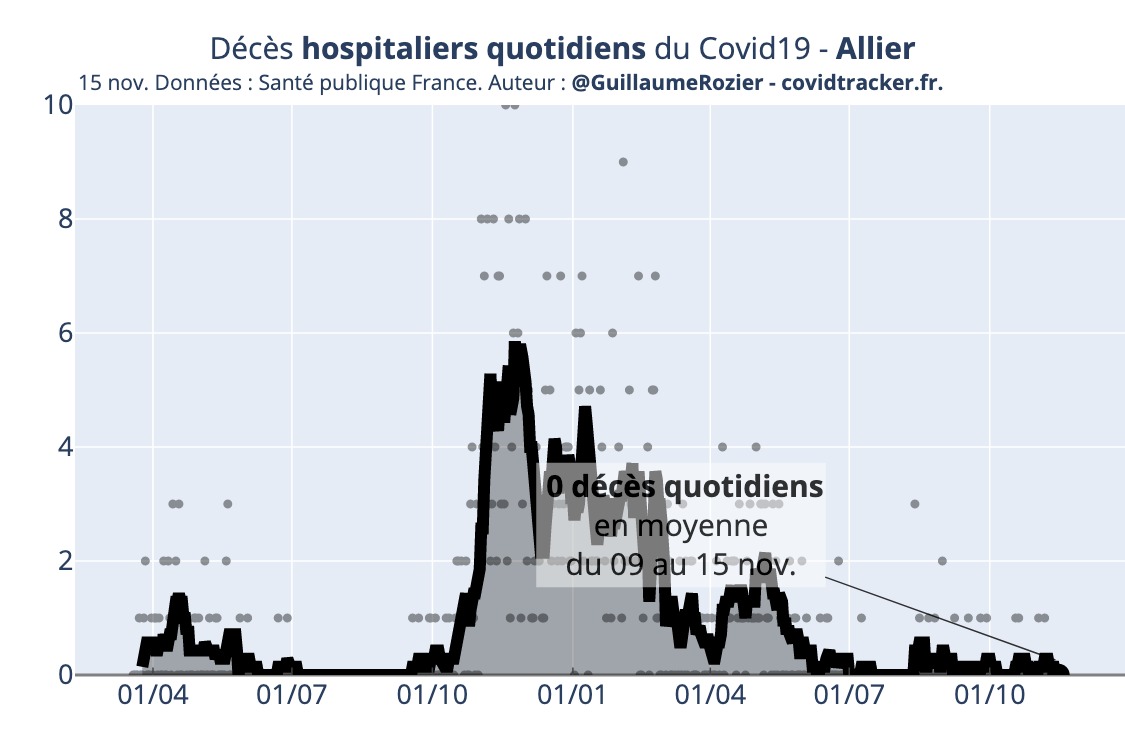 Décès hospitaliers quotidiens du Covid19 - Allier
15 nov. Données : Santé publique France. Auteur : @GuillaumeRozier - covidtracker.fr.
10
8
6
4
2
0
0 décès quotidiens
en moyenne
du 09 au 15 nov.
01/04 01/07 01/10 01/01 01/04 01/07 01/10